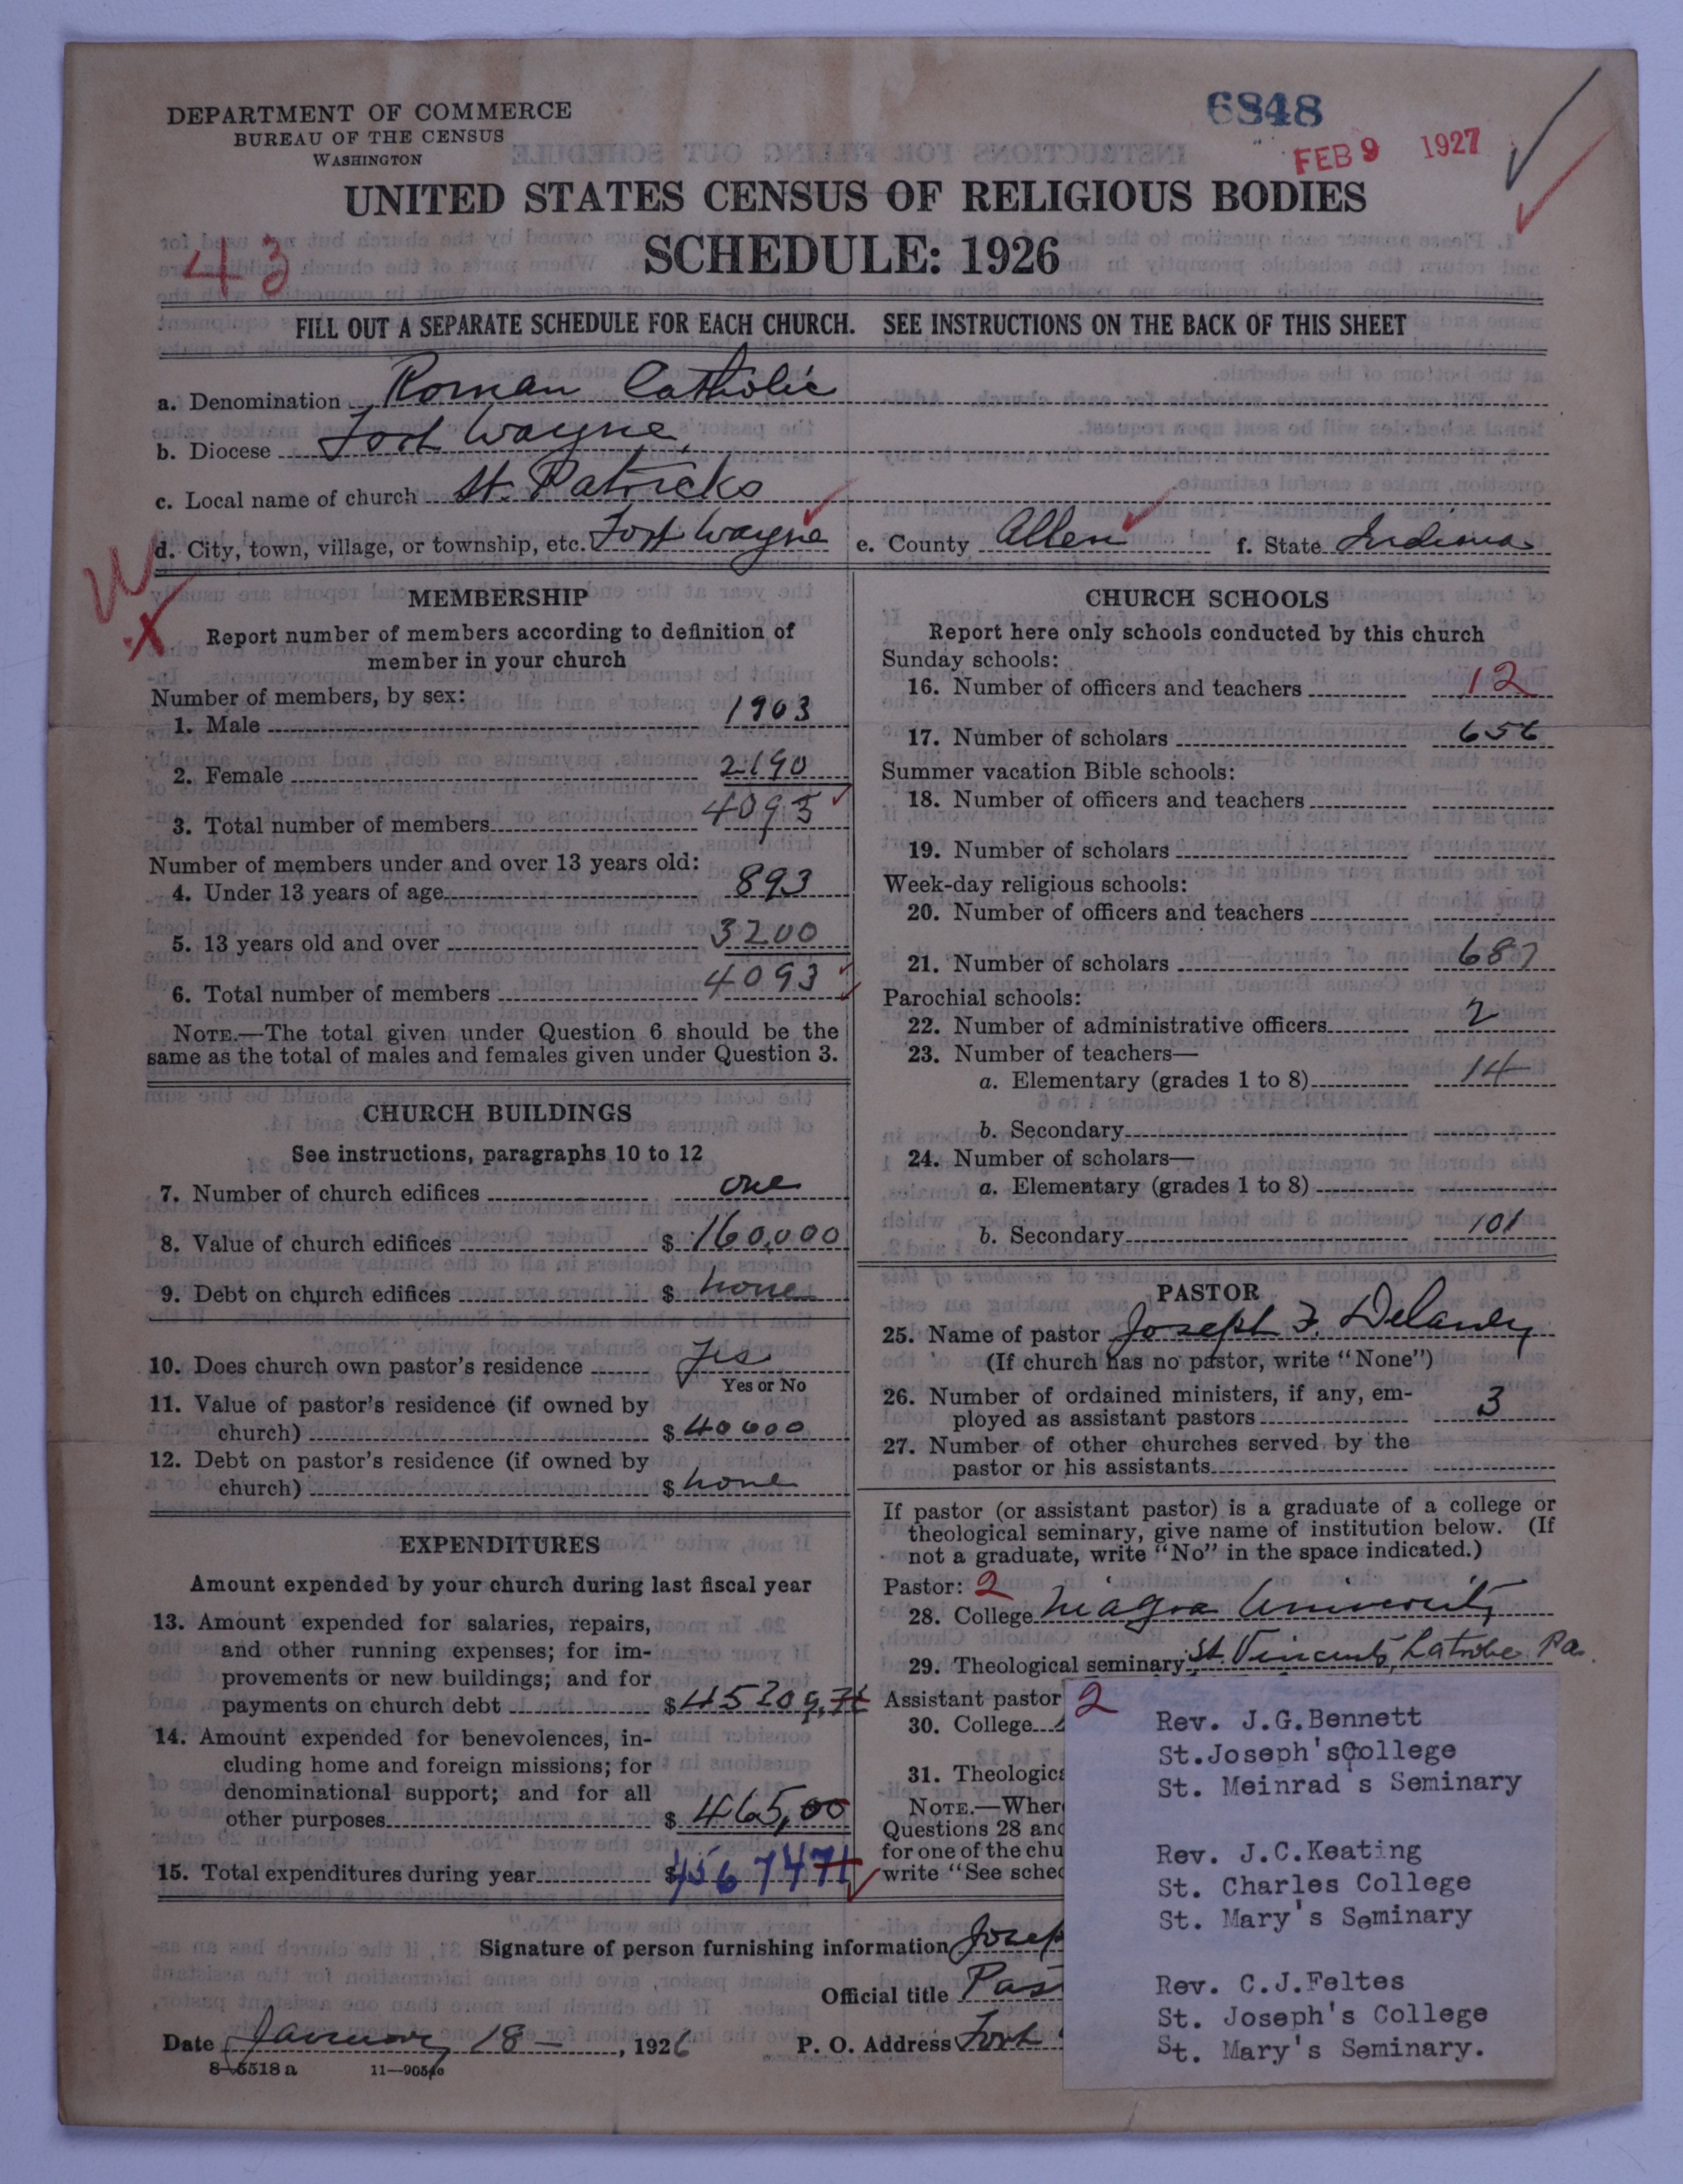 DEPARTMENT OF COMMERCE
BUREAU OF THE CENSUS
WASHINGTON
6848
FEB 9 1927
UNITED STATES CENSUS OF RELIGIOUS BODIES
SCHEDULE: 1926
43
FILL OUT A SEPARATE SCHEDULE FOR EACH CHURCH. SEE INSTRUCTIONS ON THE BACK OF THIS SHEET
a. Denomination Roman Catholic
b. Diocese Fort Wayne
c. Local name of church St. Patricks
d. City, town, village, or township, etc. Fort Wayne e. County Allen f. State Indiana
MEMBERSHIP
Report number of members according to definition of
member in your church
Number of members, by sex:
1. Male 1903
2. Female 2190
3. Total number of members 4093
Number of members under and over 13 years old:
4. Under 13 years of age 893
5. 13 years old and over 3200
6. Total number of members 4093
NOTE.—The total given under Question 6 should be the
same as the total of males and females given under Question 3.
CHURCH BUILDINGS
See instructions, paragraphs 10 to 12
7. Number of church edifices one
8. Value of church edifices $ 160,000
9. Debt on church edifices $ none
10. Does church own pastor's residence Yes
Yes or No
11. Value of pastor's residence (if owned by
church) $ 40000
12. Debt on pastor's residence (if owned by
church) $ none
EXPENDITURES
Amount expended by your church during last fiscal year
13. Amount expended for salaries, repairs,
and other running expenses; for im-
provements or new buildings; and for
payments on church debt $ 45209,71
14. Amount expended for benevolences, in-
cluding home and foreign missions; for
denominational support; and for all
other purposes $ 465,00
15. Total expenditures during year $ 45674 71
CHURCH SCHOOLS
Report here only schools conducted by this church
Sunday schools:
16. Number of officers and teachers 12
17. Number of scholars 656
Summer vacation Bible schools:
18. Number of officers and teachers
19. Number of scholars
Week-day religious schools:
20. Number of officers and teachers
21. Number of scholars 687
Parochial schools:
22. Number of administrative officers 2
23. Number of teachers—
a. Elementary (grades 1 to 8) 14
b. Secondary
24. Number of scholars—
a. Elementary (grades 1 to 8)
b. Secondary 101
PASTOR
25. Name of pastor Joseph F. Delaney
(If church has no pastor, write "None")
26. Number of ordained ministers, if any, em-
ployed as assistant pastors 3
27. Number of other churches served by the
pastor or his assistants
If pastor (or assistant pastor) is a graduate of a college or
theological seminary, give name of institution below. (If
not a graduate, write "No" in the space indicated.)
Pastor: 2
28. College Niagra University
29. Theological seminary St. Vincents, Latrobe Pa.
Assistant pastor
30. College
31. Theologica
NOTE.—Wher
Questions 28 and
for one of the chu
write "See sched
2
Rev. J.G.Bennett
St.Joseph'sCollege
St. Meinrad s Seminary
Rev. J.C.Keating
St. Charles College
St. Mary's Seminary
Rev. C.J.Feltes
St. Joseph's College
St. Mary's Seminary.
Signature of person furnishing information Josep
Official title Pas
Date January 18 , 1926 P. O. Address Fort
8—5518 a 11—9051